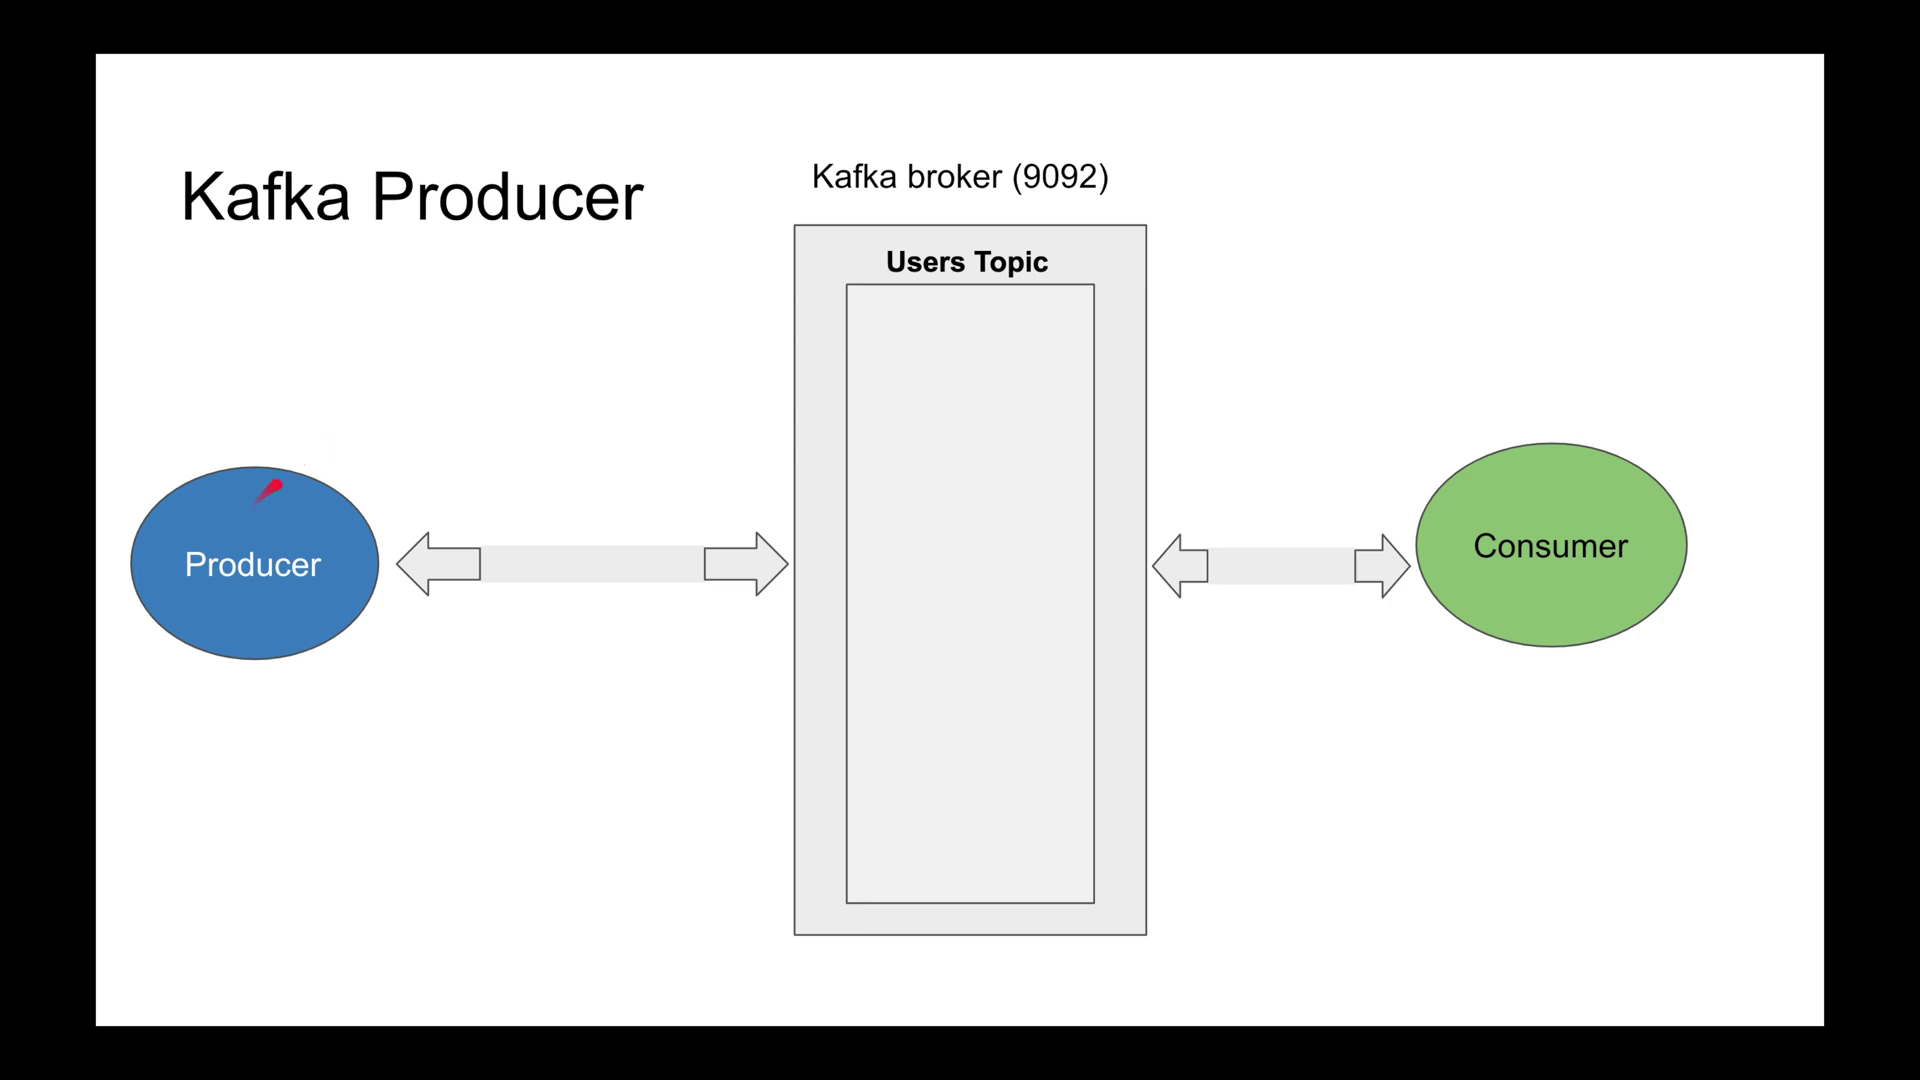 Kafka Producer
Kafka broker (9092)
Users Topic
Producer
Consumer